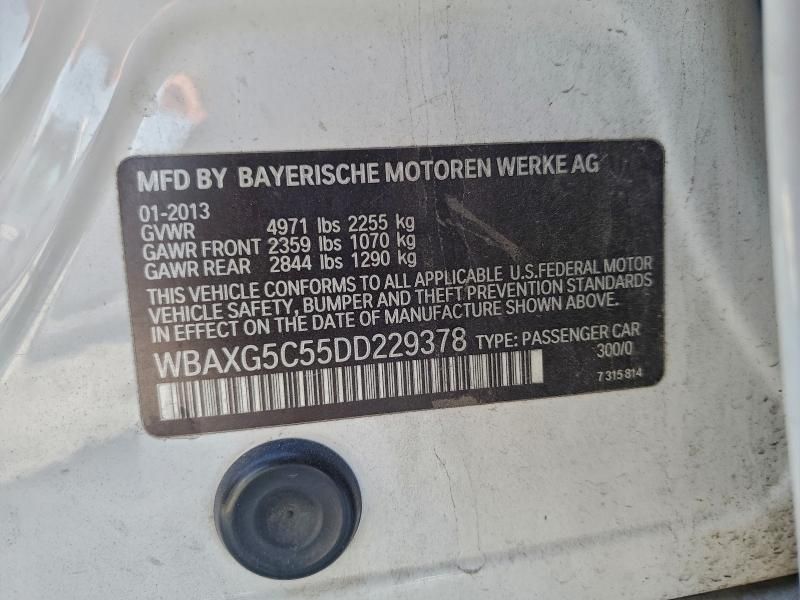 MFD BY BAYERISCHE MOTOREN WERKE AG
01-2013
GVWR 4971 lbs 2255 kg
GAWR FRONT 2359 lbs 1070 kg
GAWR REAR 2844 lbs 1290 kg
THIS VEHICLE CONFORMS TO ALL APPLICABLE U.S.FEDERAL MOTOR
VEHICLE SAFETY, BUMPER AND THEFT PREVENTION STANDARDS
IN EFFECT ON THE DATE OF MANUFACTURE SHOWN ABOVE.
WBAXG5C55DD229378 TYPE: PASSENGER CAR
300/0
7 315 814